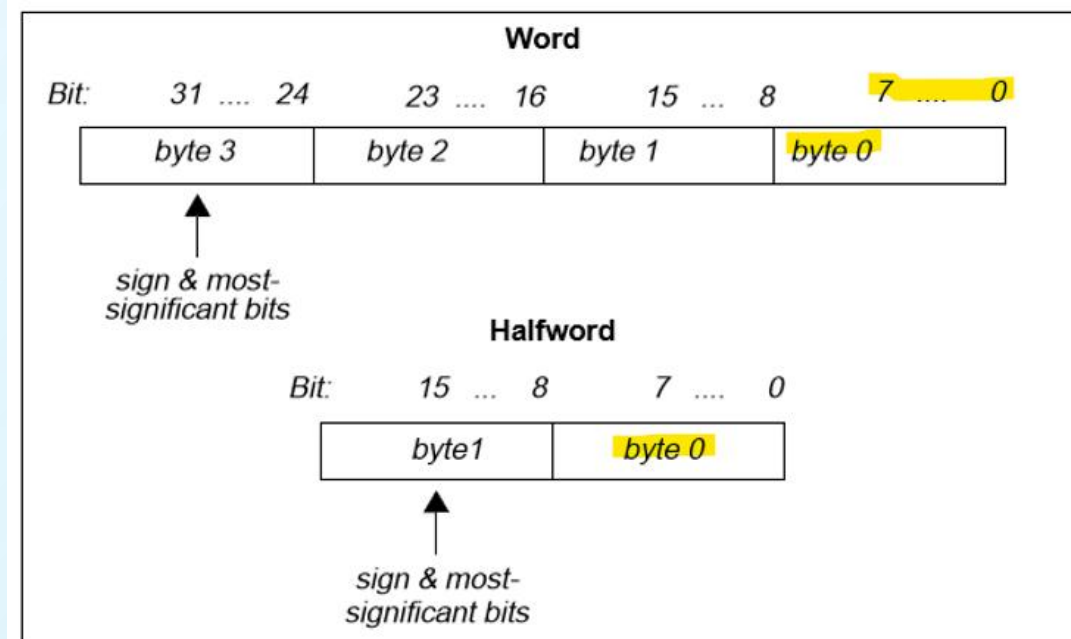 Word
Bit: 31 .... 24 23 .... 16 15 ... 8 7 .... 0
byte 3 byte 2 byte 1 byte 0
sign & most-
significant bits
Halfword
Bit: 15 ... 8 7 .... 0
byte1 byte 0
sign & most-
significant bits